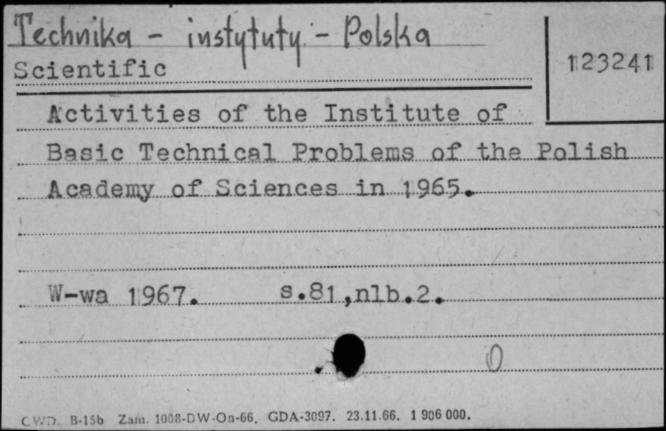 Technika - instytuty - Polska
Scientific
123241
Activities of the Institute of
Basic Technical Problems of the Polish
Academy of Sciences in 1965.
W-wa 1967. s.81,nlb.2.
0
CWD. B-15b Zam. 1008-DW-On-66. GDA-3097. 23.11.66. 1 906 000.